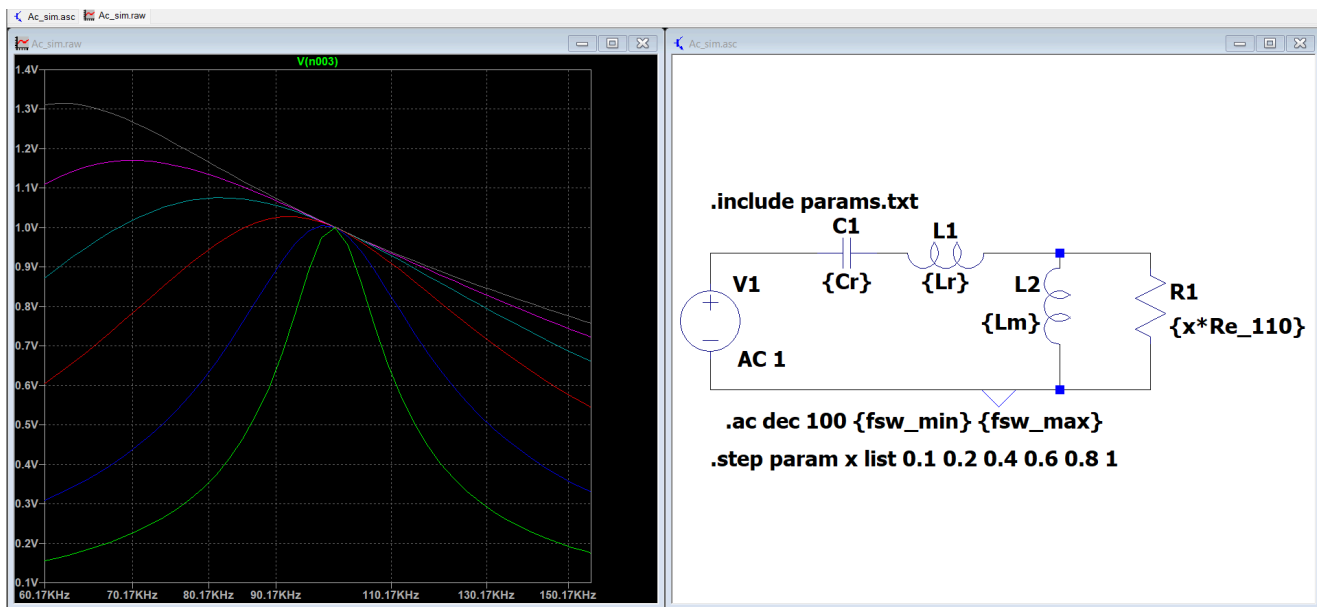 Ac_sim.asc Ac_sim.raw
Ac_sim.raw
V(n003)
1.4V
1.3V
1.2V
1.1V
1.0V
0.9V
0.8V
0.7V
0.6V
0.5V
0.4V
0.3V
0.2V
0.1V
60.17KHz 70.17KHz 80.17KHz 90.17KHz 110.17KHz 130.17KHz 150.17KHz
Ac_sim.asc
.include params.txt
C1
L1
{Cr}
{Lr}
V1
L2
R1
{Lm}
{x*Re_110}
AC 1
.ac dec 100 {fsw_min} {fsw_max}
.step param x list 0.1 0.2 0.4 0.6 0.8 1